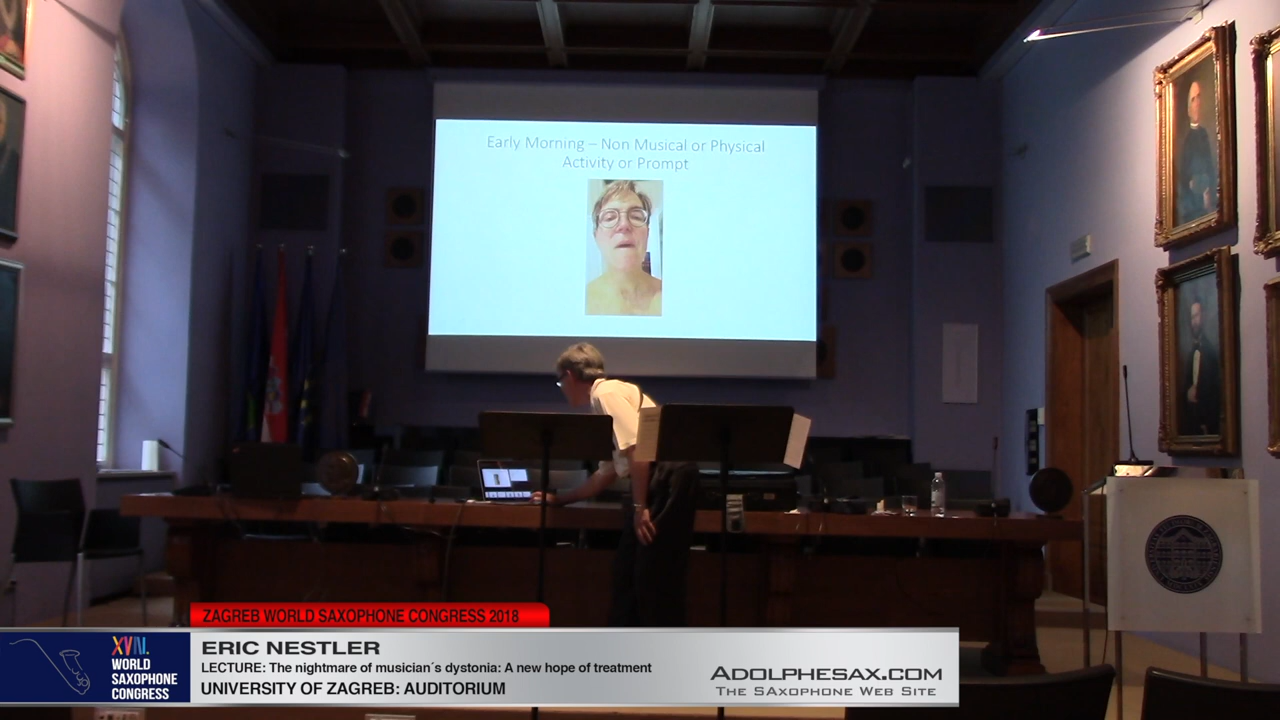 Early Morning – Non Musical or Physical
Activity or Prompt
ZAGREB WORLD SAXOPHONE CONGRESS 2018
XVIII.
WORLD
SAXOPHONE
CONGRESS
ERIC NESTLER
LECTURE: The nightmare of musician´s dystonia: A new hope of treatment
UNIVERSITY OF ZAGREB: AUDITORIUM
ADOLPHESAX.COM
THE SAXOPHONE WEB SITE